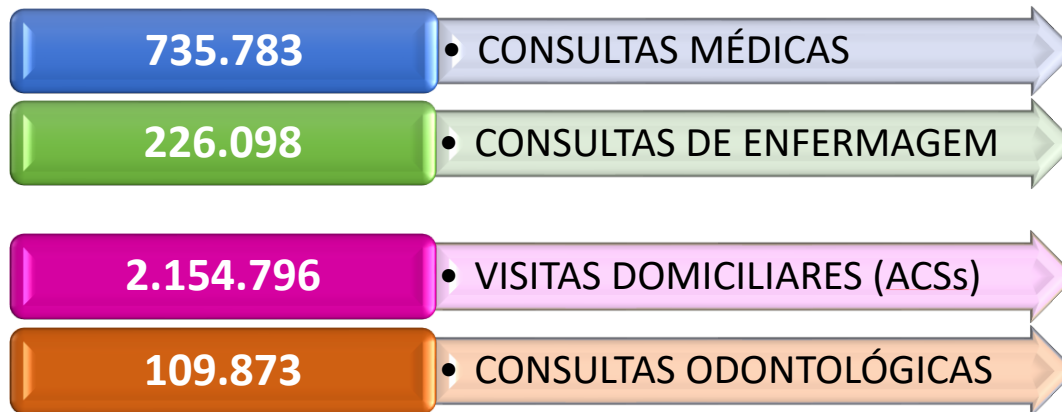 735.783 • CONSULTAS MÉDICAS
226.098 • CONSULTAS DE ENFERMAGEM
2.154.796 • VISITAS DOMICILIARES (ACSs)
109.873 • CONSULTAS ODONTOLÓGICAS